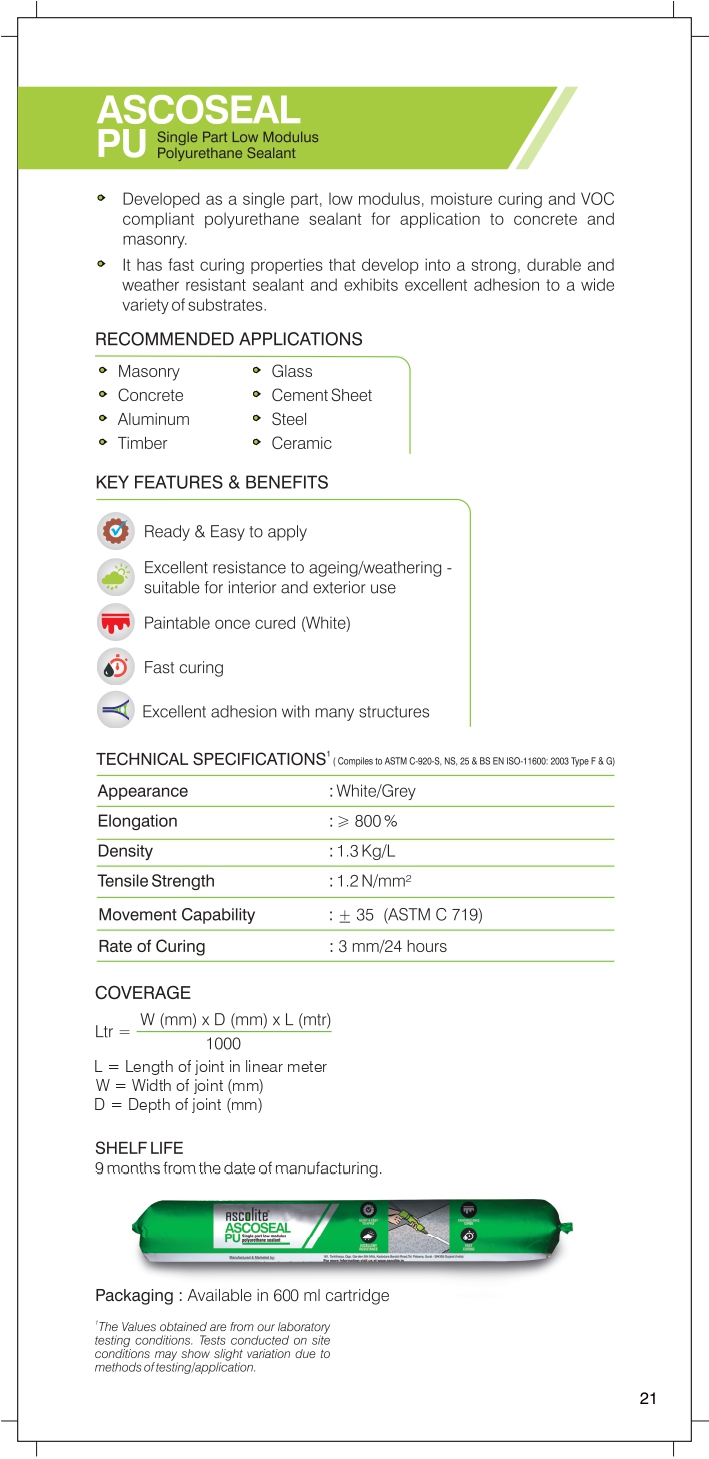 ASCOSEAL
PU Single Part Low Modulus
Polyurethane Sealant
Developed as a single part, low modulus, moisture curing and VOC
compliant polyurethane sealant for application to concrete and
masonry.
It has fast curing properties that develop into a strong, durable and
weather resistant sealant and exhibits excellent adhesion to a wide
variety of substrates.
RECOMMENDED APPLICATIONS
Masonry
Concrete
Aluminum
Timber
Glass
Cement Sheet
Steel
Ceramic
KEY FEATURES & BENEFITS
Ready & Easy to apply
Excellent resistance to ageing/weathering -
suitable for interior and exterior use
Paintable once cured (White)
Fast curing
Excellent adhesion with many structures
TECHNICAL SPECIFICATIONS¹ ( Compiles to ASTM C-920-S, NS, 25 & BS EN ISO-11600: 2003 Type F & G)
Appearance : White/Grey
Elongation : ⩾ 800 %
Density : 1.3 Kg/L
Tensile Strength : 1.2 N/mm²
Movement Capability : ± 35 (ASTM C 719)
Rate of Curing : 3 mm/24 hours
COVERAGE
Ltr = W (mm) x D (mm) x L (mtr)
1000
L = Length of joint in linear meter
W = Width of joint (mm)
D = Depth of joint (mm)
SHELF LIFE
9 months from the date of manufacturing.
ascolite
ASCOSEAL
PU Single part low modulus
polyurethane sealant
Manufactured & Marketed by:
Packaging : Available in 600 ml cartridge
¹The Values obtained are from our laboratory
testing conditions. Tests conducted on site
conditions may show slight variation due to
methods of testing/application.
21